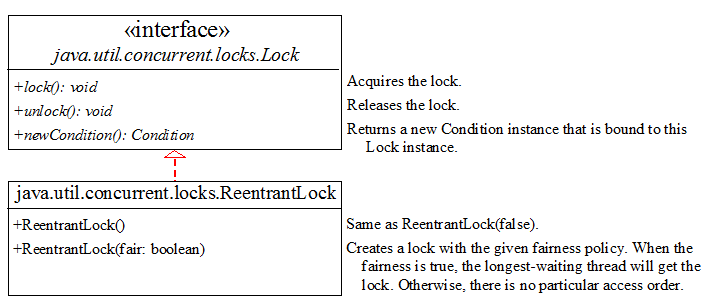 «interface»
java.util.concurrent.locks.Lock
+lock(): void
Acquires the lock.
+unlock(): void
Releases the lock.
+newCondition(): Condition
Returns a new Condition instance that is bound to this
Lock instance.
java.util.concurrent.locks.ReentrantLock
+ReentrantLock()
Same as ReentrantLock(false).
+ReentrantLock(fair: boolean)
Creates a lock with the given fairness policy. When the
fairness is true, the longest-waiting thread will get the
lock. Otherwise, there is no particular access order.